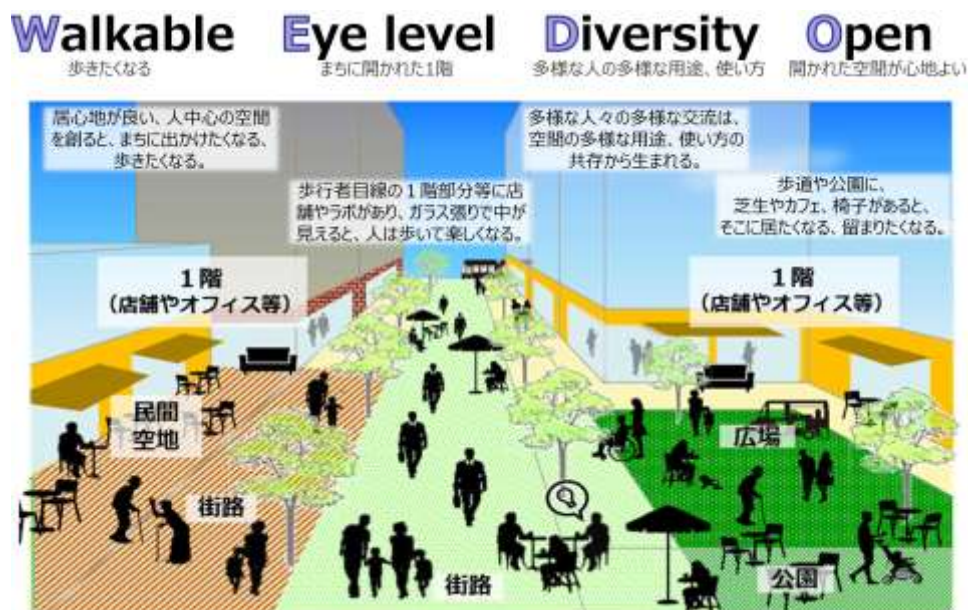 Walkable
歩きたくなる
Eye level
まちに開かれた1階
Diversity
多様な人の多様な用途、使い方
Open
開かれた空間が心地よい
居心地が良い、人中心の空間
を創ると、まちに出かけたくなる、
歩きたくなる。
歩行者目線の1階部分等に店
舗やラボがあり、ガラス張りで中が
見えると、人は歩いて楽しくなる。
多様な人々の多様な交流は、
空間の多様な用途、使い方の
共存から生まれる。
歩道や公園に、
芝生やカフェ、椅子があると、
そこに居たくなる、留まりたくなる。
1階
(店舗やオフィス等)
1階
(店舗やオフィス等)
民間
空地
街路
街路
広場
公園